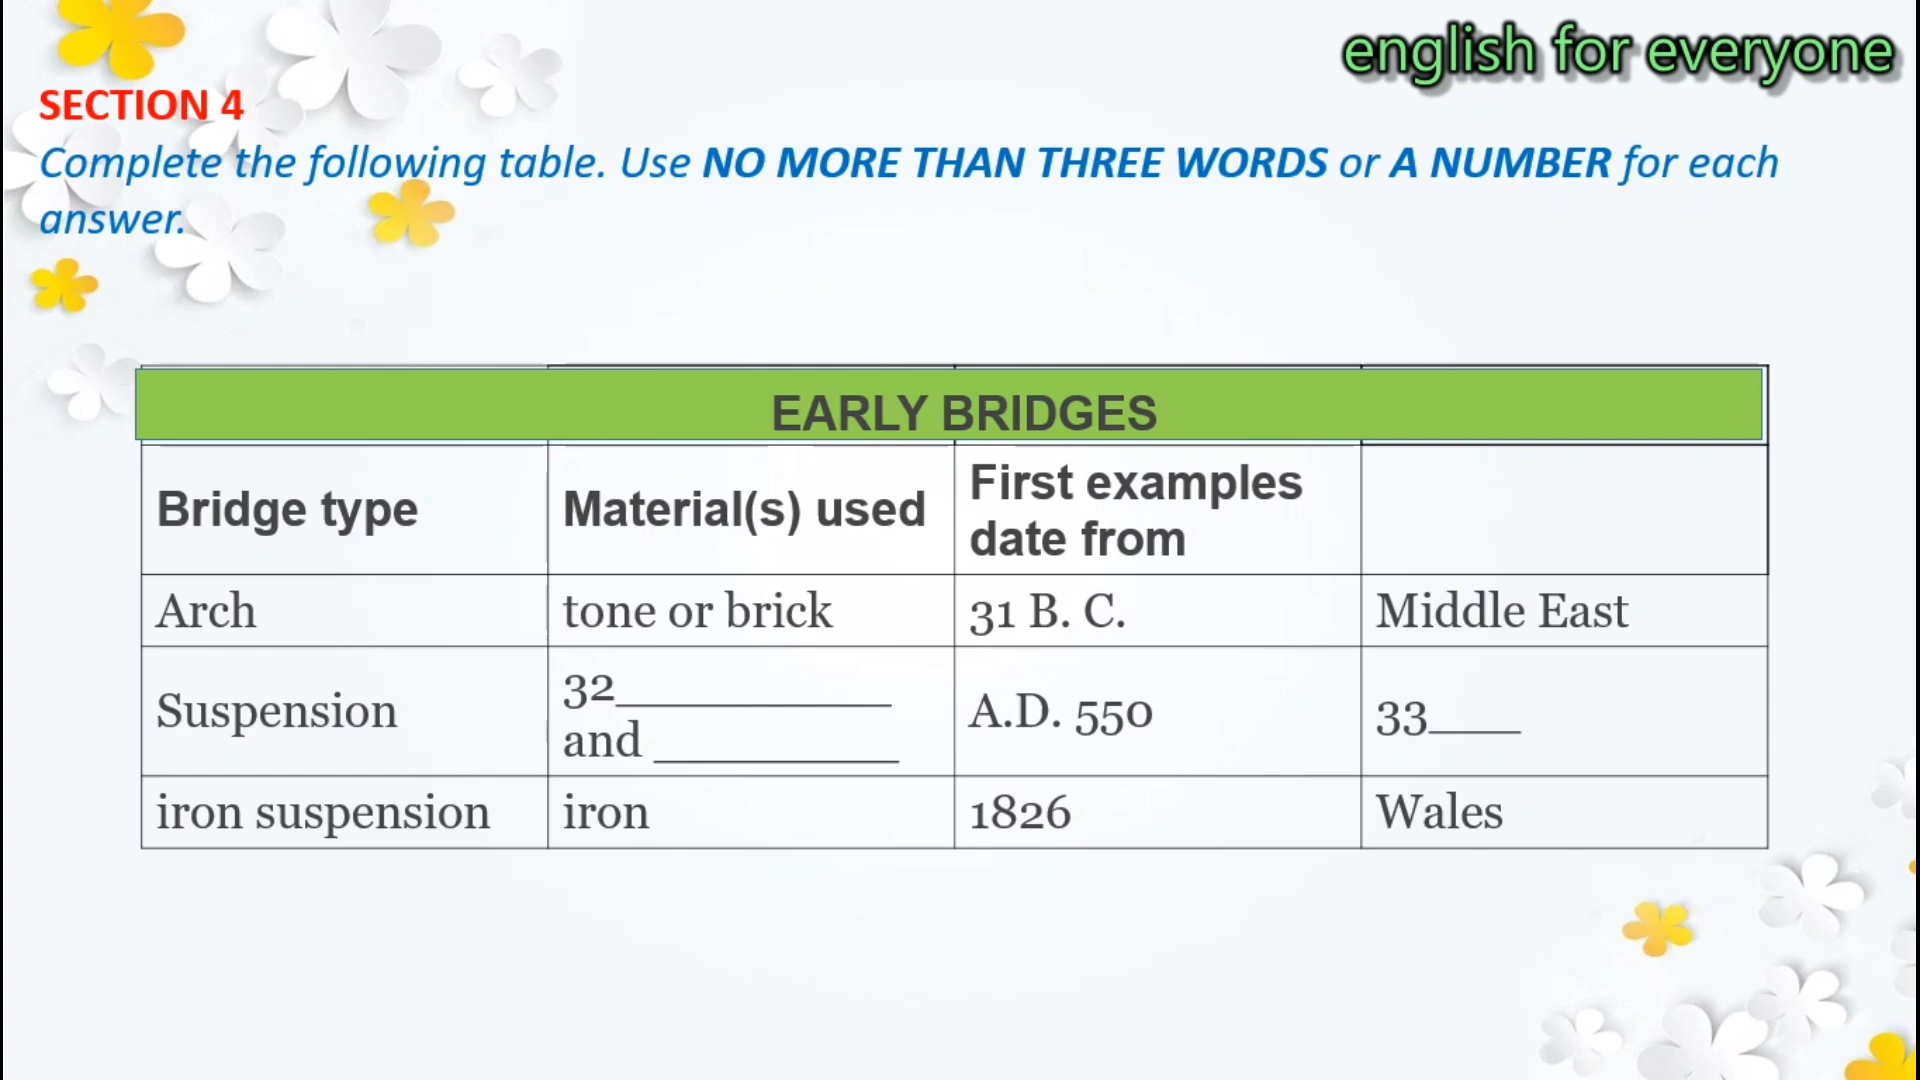 english for everyone
SECTION 4
Complete the following table. Use NO MORE THAN THREE WORDS or A NUMBER for each
answer.
EARLY BRIDGES
Bridge type Material(s) used First examples date from
Arch tone or brick 31 B. C. Middle East
Suspension 32___________ and __________ A.D. 550 33____
iron suspension iron 1826 Wales